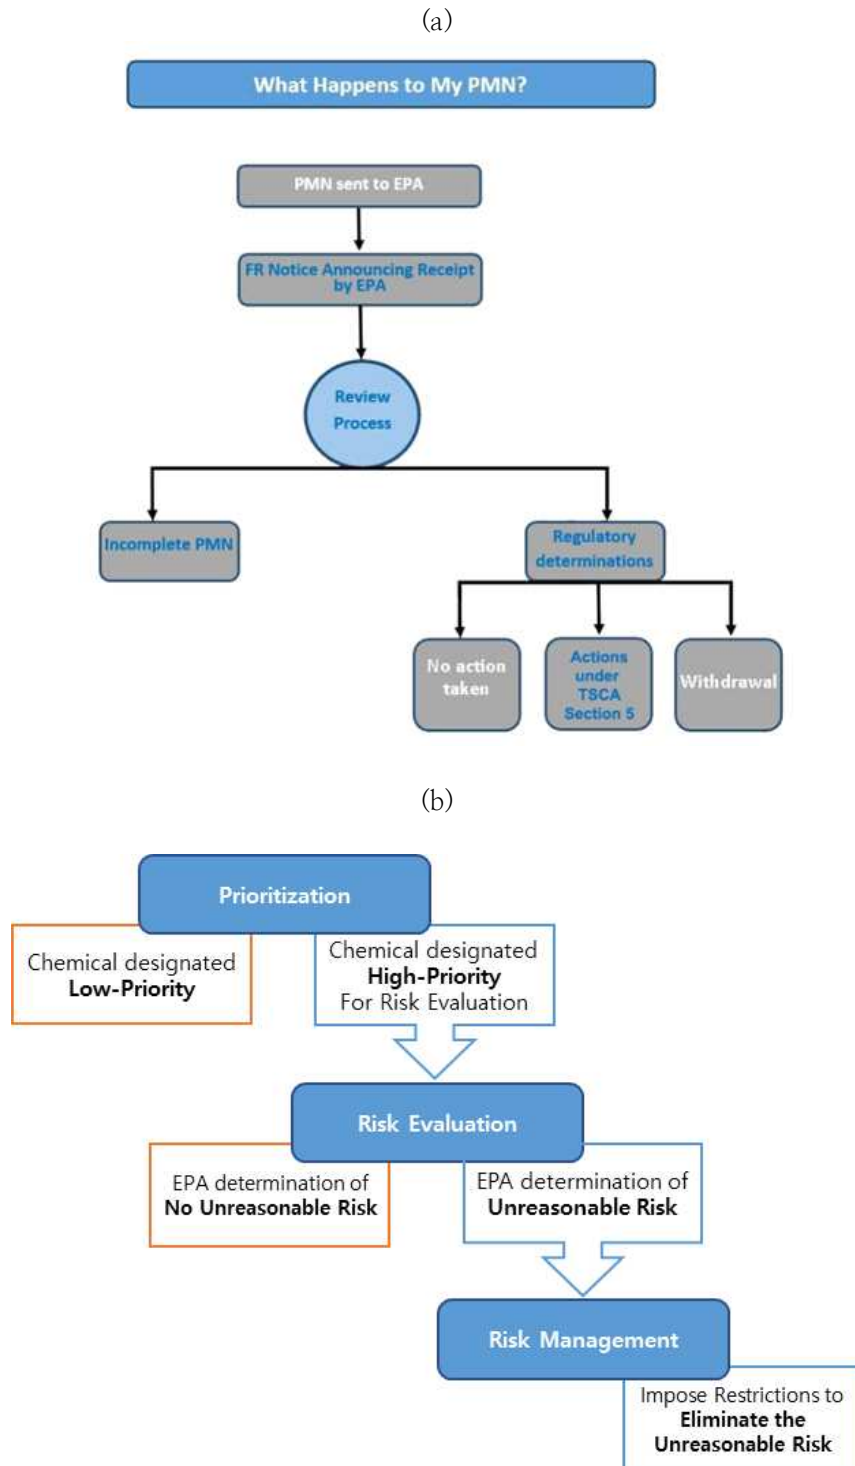 (a)
What Happens to My PMN?
PMN sent to EPA
FR Notice Announcing Receipt
by EPA
Review
Process
Incomplete PMN
Regulatory
determinations
No action
taken
Actions
under
TSCA
Section 5
Withdrawal
(b)
Prioritization
Chemical designated
Low-Priority
Chemical designated
High-Priority
For Risk Evaluation
Risk Evaluation
EPA determination of
No Unreasonable Risk
EPA determination of
Unreasonable Risk
Risk Management
Impose Restrictions to
Eliminate the
Unreasonable Risk